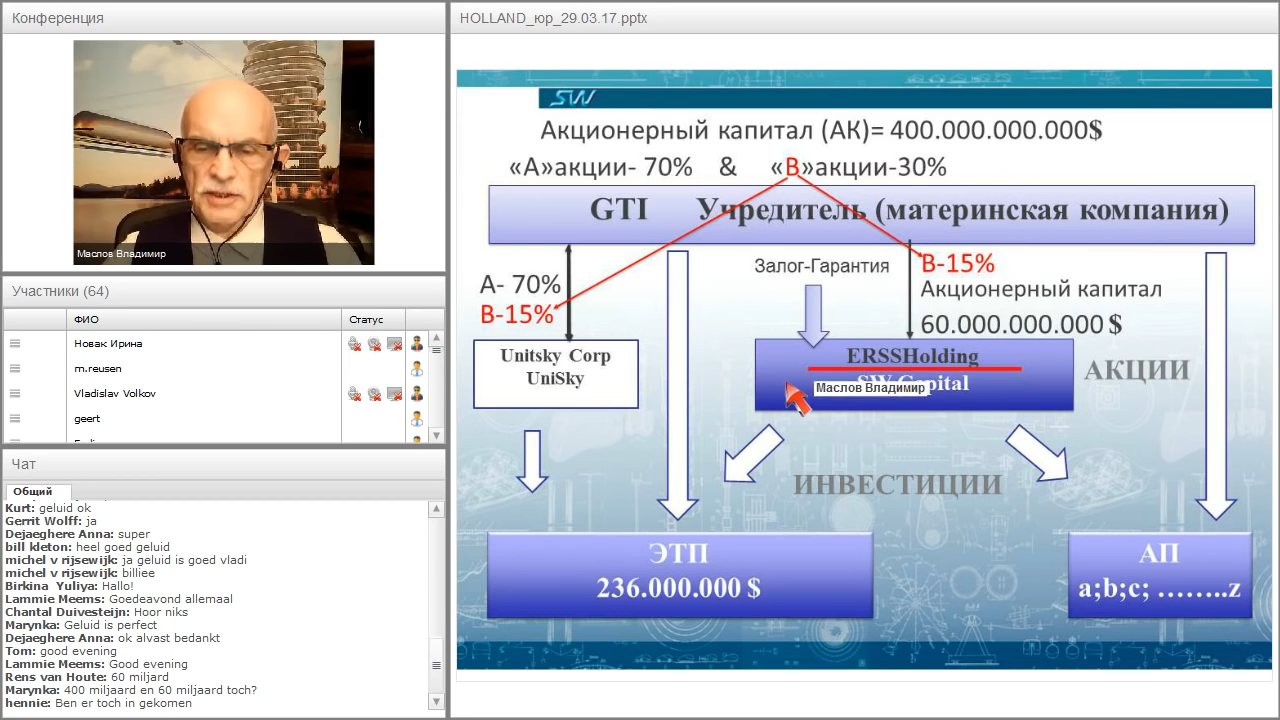 Конференция
Маслов Владимир
Участники (64)
ФИО
Статус
Новак Ирина
m.reusen
Vladislav Volkov
geert
Чат
Общий
Kurt: geluid ok
Gerrit Wolff: ja
Dejaeghere Anna: super
bill kleton: heel goed geluid
michel v rijsewijk: ja geluid is goed vladi
michel v rijsewijk: billiee
Birkina Yuliya: Hallo!
Lammie Meems: Goedeavond allemaal
Chantal Duivesteijn: Hoor niks
Marynka: Geluid is perfect
Dejaeghere Anna: ok alvast bedankt
Tom: good evening
Lammie Meems: Good evening
Rens van Houte: 60 miljard
Marynka: 400 miljaard en 60 miljaard toch?
hennie: Ben er toch in gekomen
HOLLAND_юр_29.03.17.pptx
SW
Акционерный капитал (АК)= 400.000.000.000$
«А»акции- 70% & «В»акции-30%
GTI Учредитель (материнская компания)
А- 70%
В-15%
Залог-Гарантия
В-15%
Акционерный капитал
60.000.000.000 $
Unitsky Corp
UniSky
ERSSHolding
SW Capital
Маслов Владимир
АКЦИИ
ИНВЕСТИЦИИ
ЭТП
236.000.000 $
АП
a;b;c; ……..z